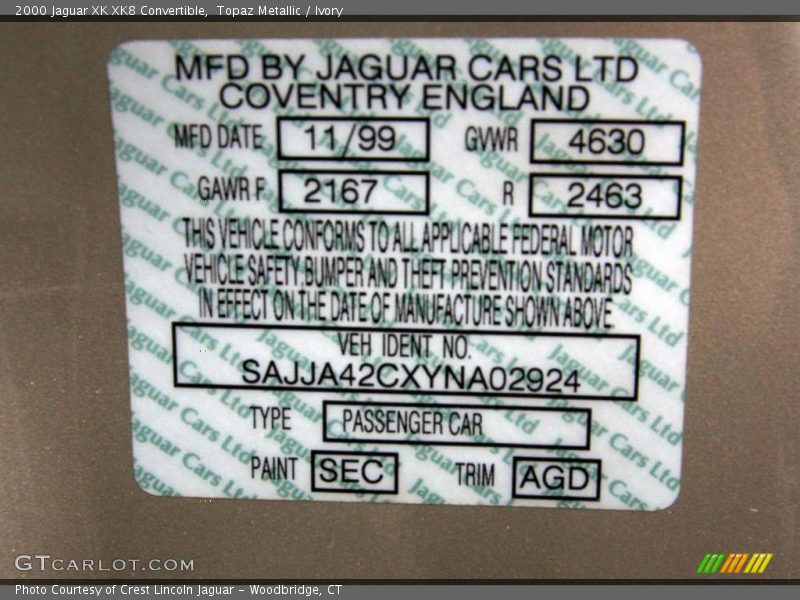 2000 Jaguar XK XK8 Convertible, Topaz Metallic / Ivory
MFD BY JAGUAR CARS LTD
COVENTRY ENGLAND
MFD DATE 11/99 GVWR 4630
GAWR F 2167 R 2463
THIS VEHICLE CONFORMS TO ALL APPLICABLE FEDERAL MOTOR
VEHICLE SAFETY, BUMPER AND THEFT PREVENTION STANDARDS
IN EFFECT ON THE DATE OF MANUFACTURE SHOWN ABOVE.
VEH IDENT NO.
SAJJA42CXYNA02924
TYPE PASSENGER CAR
PAINT SEC TRIM AGD
GTCARLOT.COM
Photo Courtesy of Crest Lincoln Jaguar - Woodbridge, CT